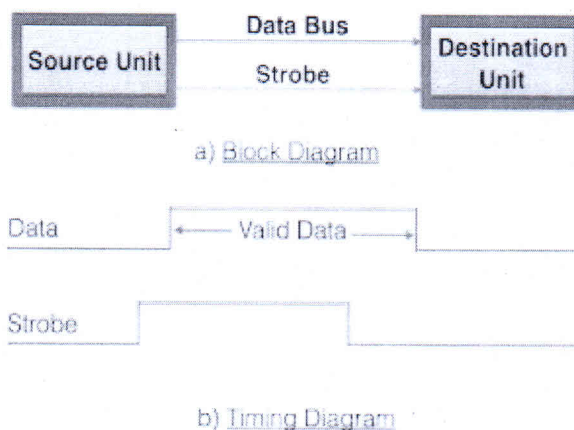 Data Bus
Source Unit
Strobe
Destination
Unit
a) Block Diagram
Data
Valid Data
Strobe
b) Timing Diagram